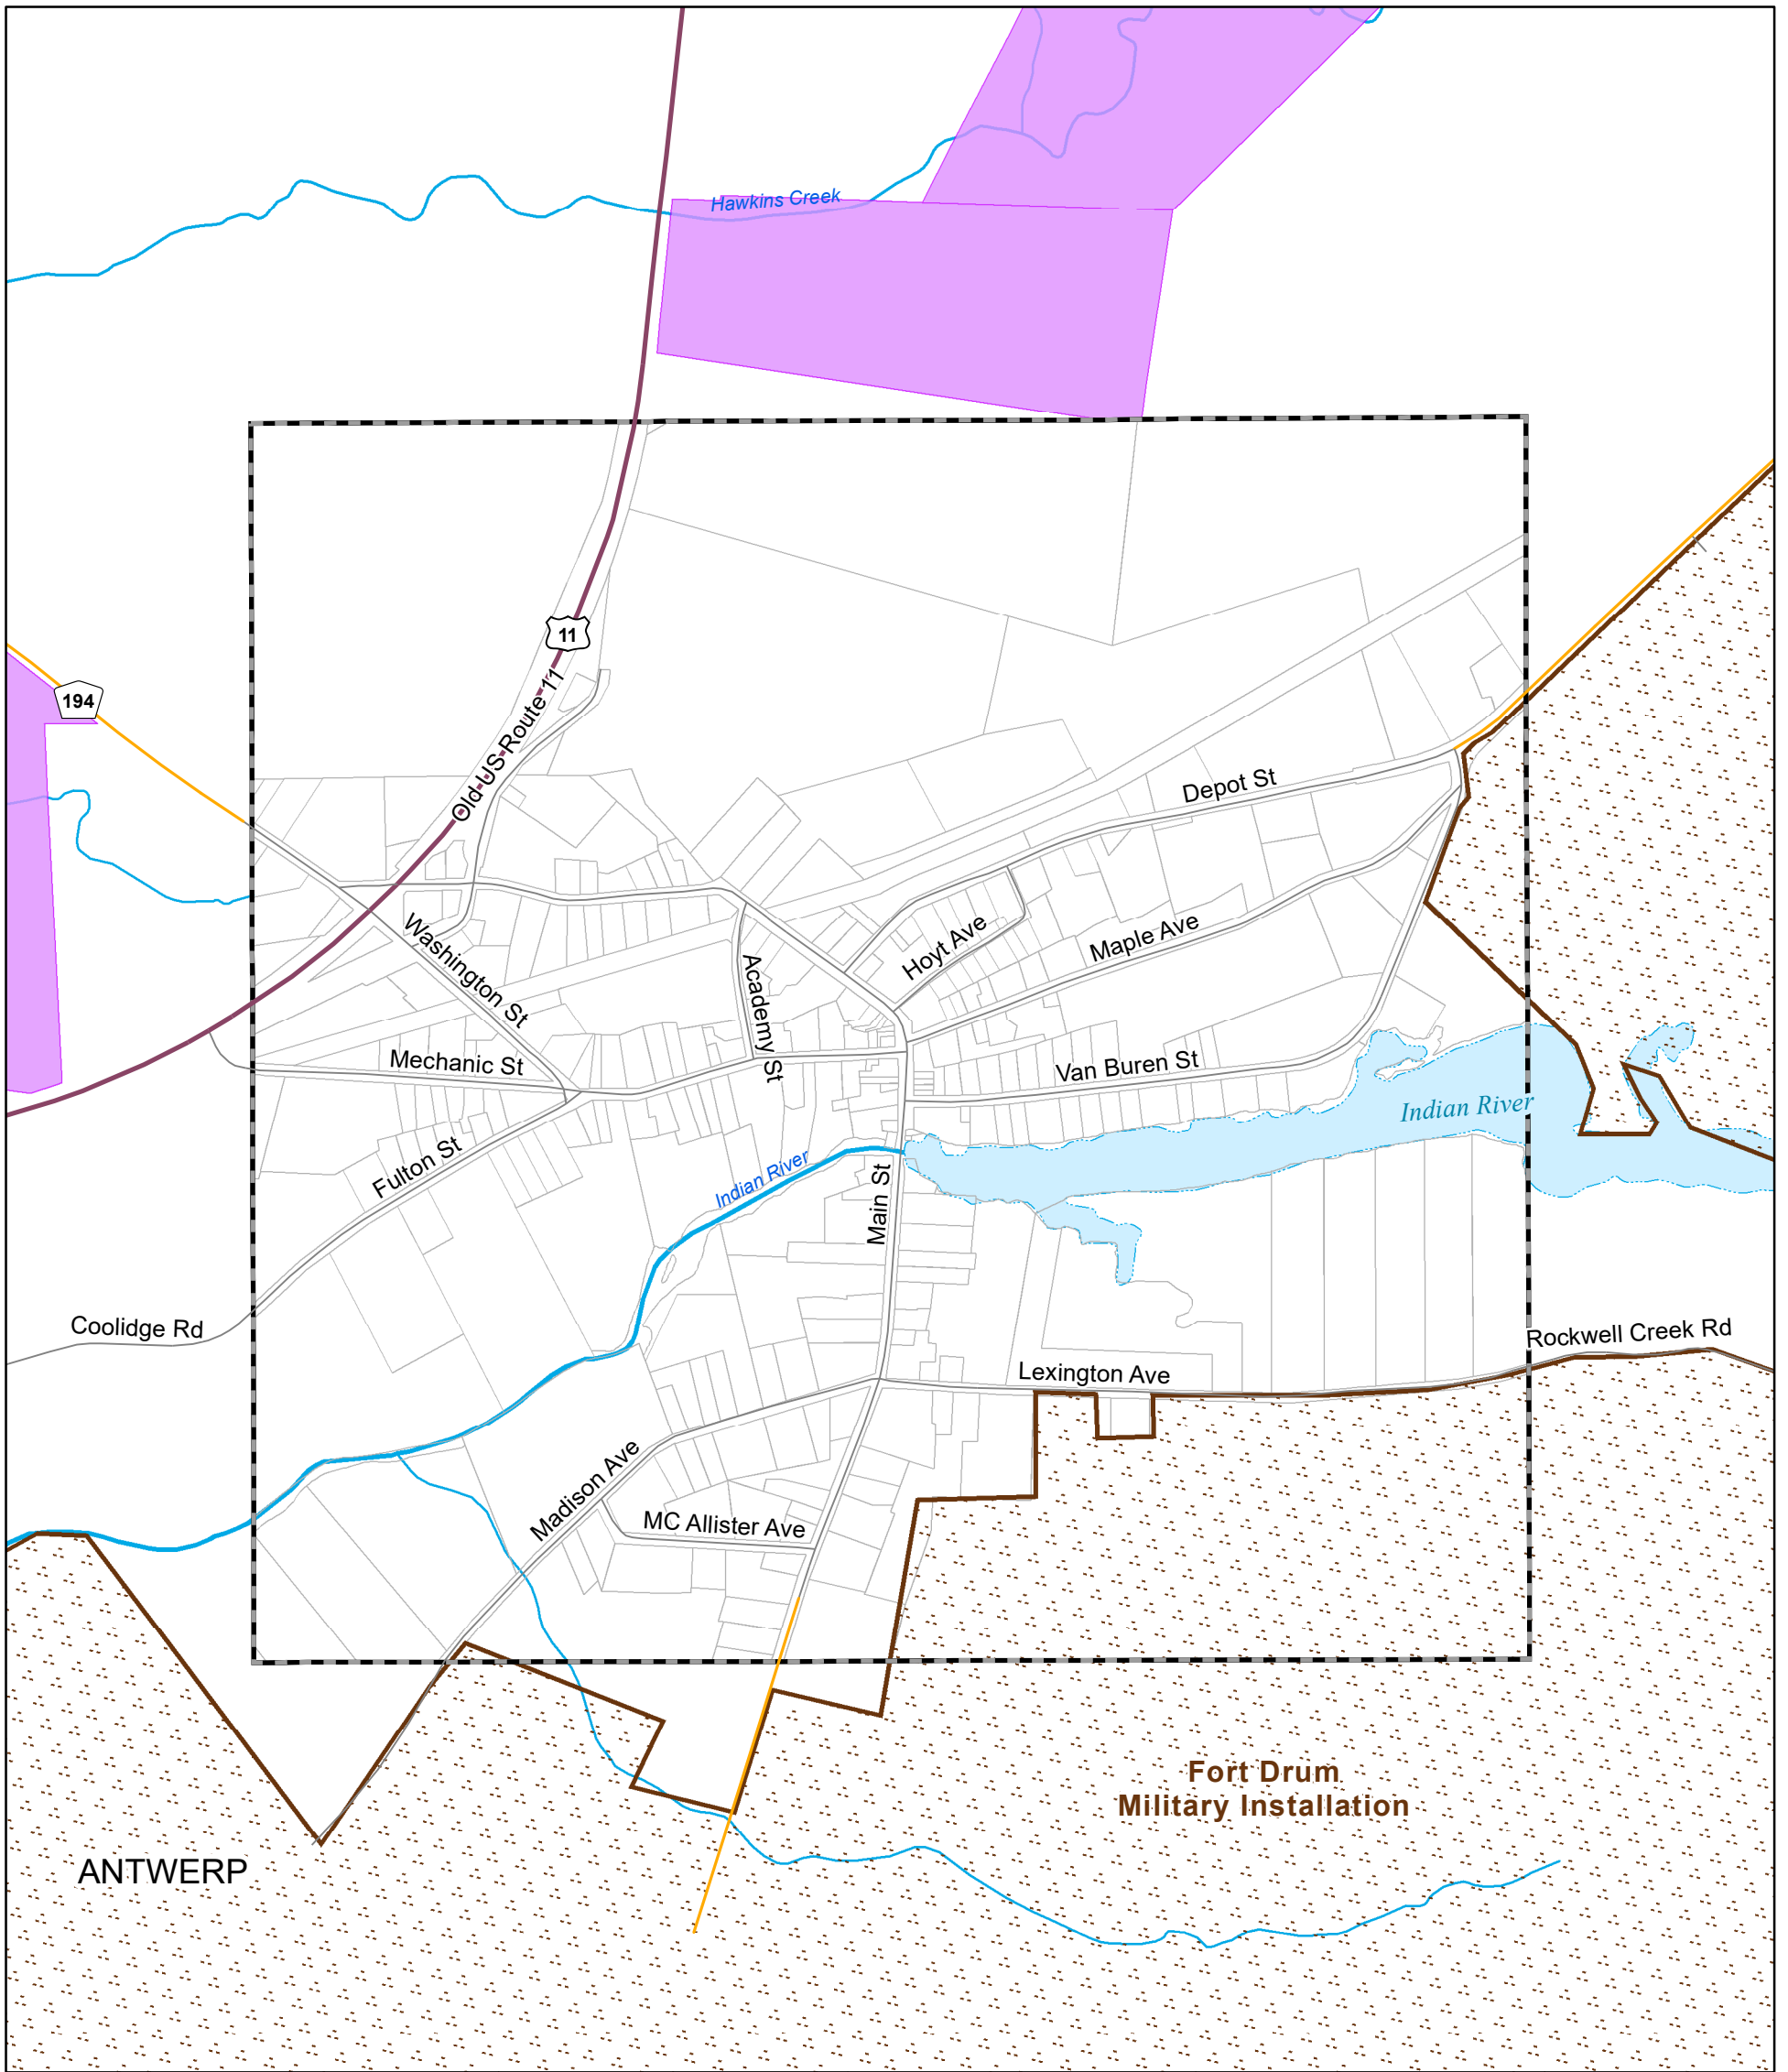 Hawkins Creek
11
194
Old US Route 11
Depot St
Hoyt Ave
Maple Ave
Washington St
Academy St
Mechanic St
Van Buren St
Indian River
Fulton St
Indian River
Main St
Coolidge Rd
Rockwell Creek Rd
Lexington Ave
Madison Ave
MC Allister Ave
Fort Drum
Military Installation
ANTWERP